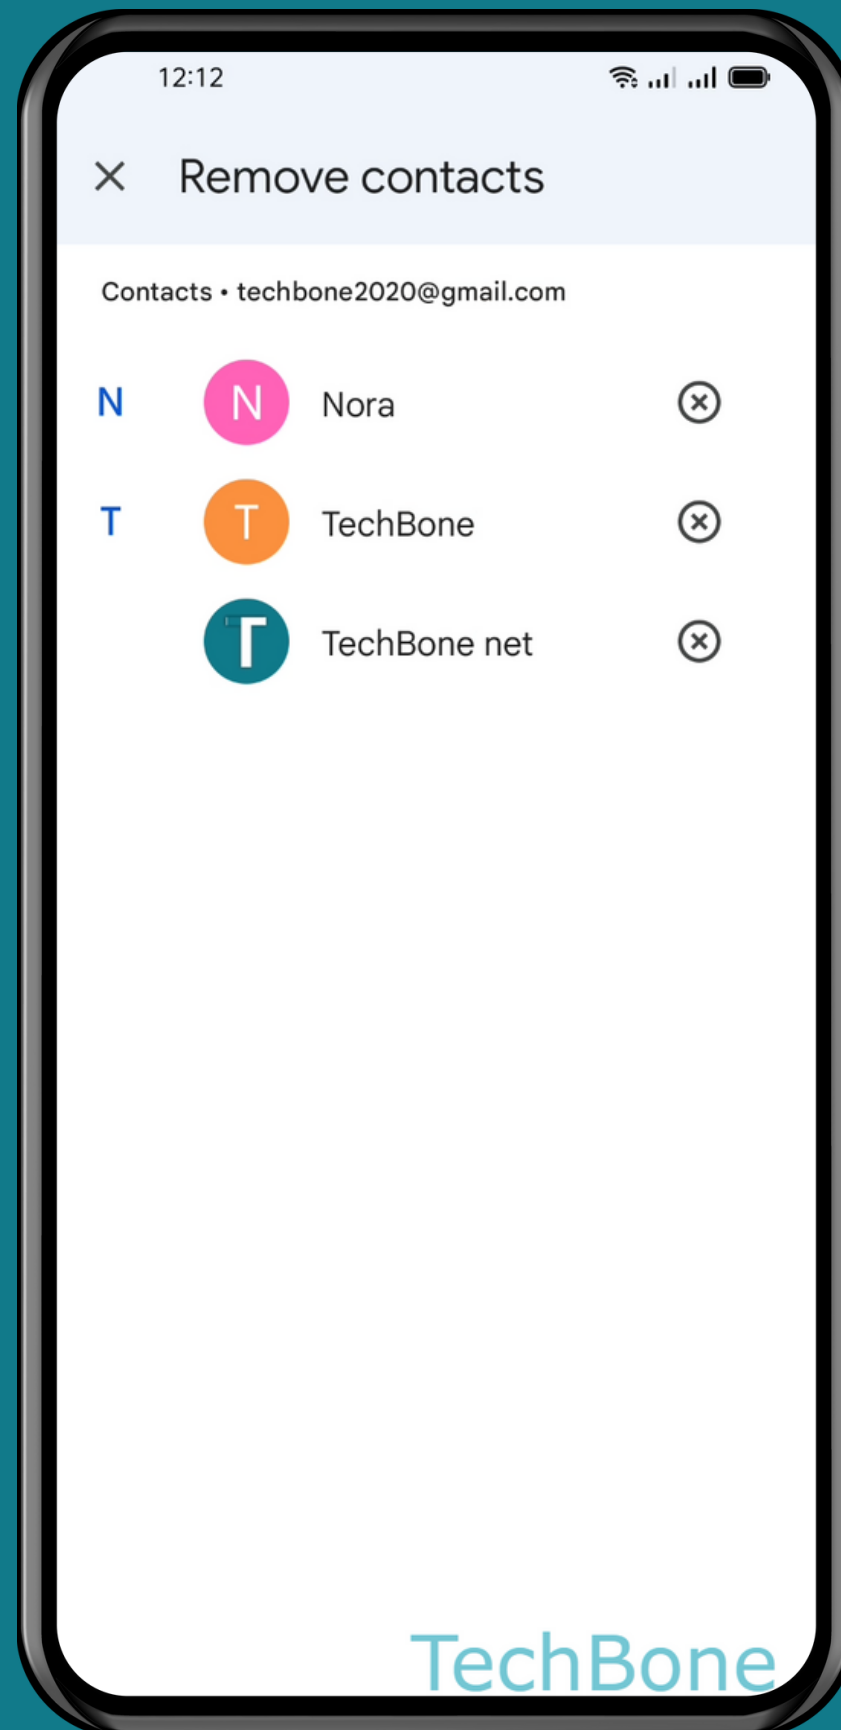 12:12
Remove contacts
Contacts • techbone2020@gmail.com
N N Nora
T T TechBone
T TechBone net
TechBone